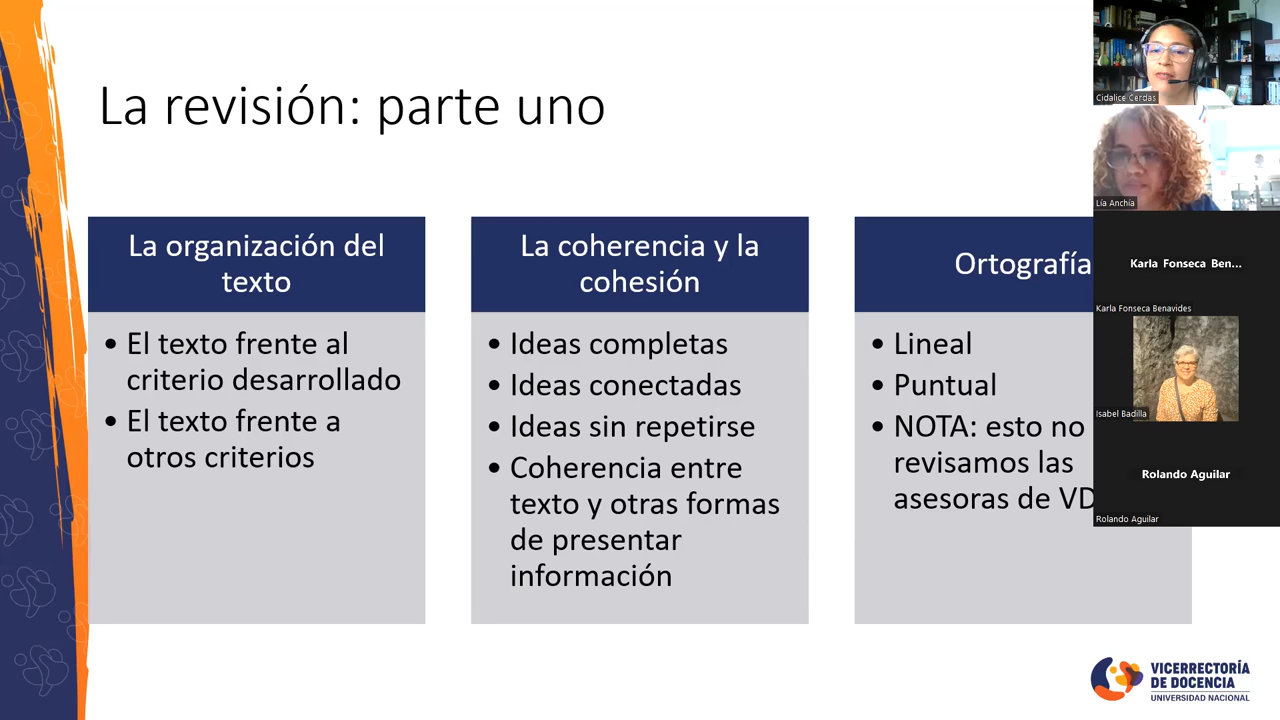 La revisión: parte uno
La organización del
texto
• El texto frente al
criterio desarrollado
• El texto frente a
otros criterios
La coherencia y la
cohesión
• Ideas completas
• Ideas conectadas
• Ideas sin repetirse
• Coherencia entre
texto y otras formas
de presentar
información
Ortografía
• Lineal
• Puntual
• NOTA: esto no
revisamos las
asesoras de VD
Cidalice Cerdas
Lía Anchía
Karla Fonseca Ben...
Karla Fonseca Benavides
Isabel Badilla
Rolando Aguilar
Rolando Aguilar
VICERRECTORÍA
DE DOCENCIA
UNIVERSIDAD NACIONAL